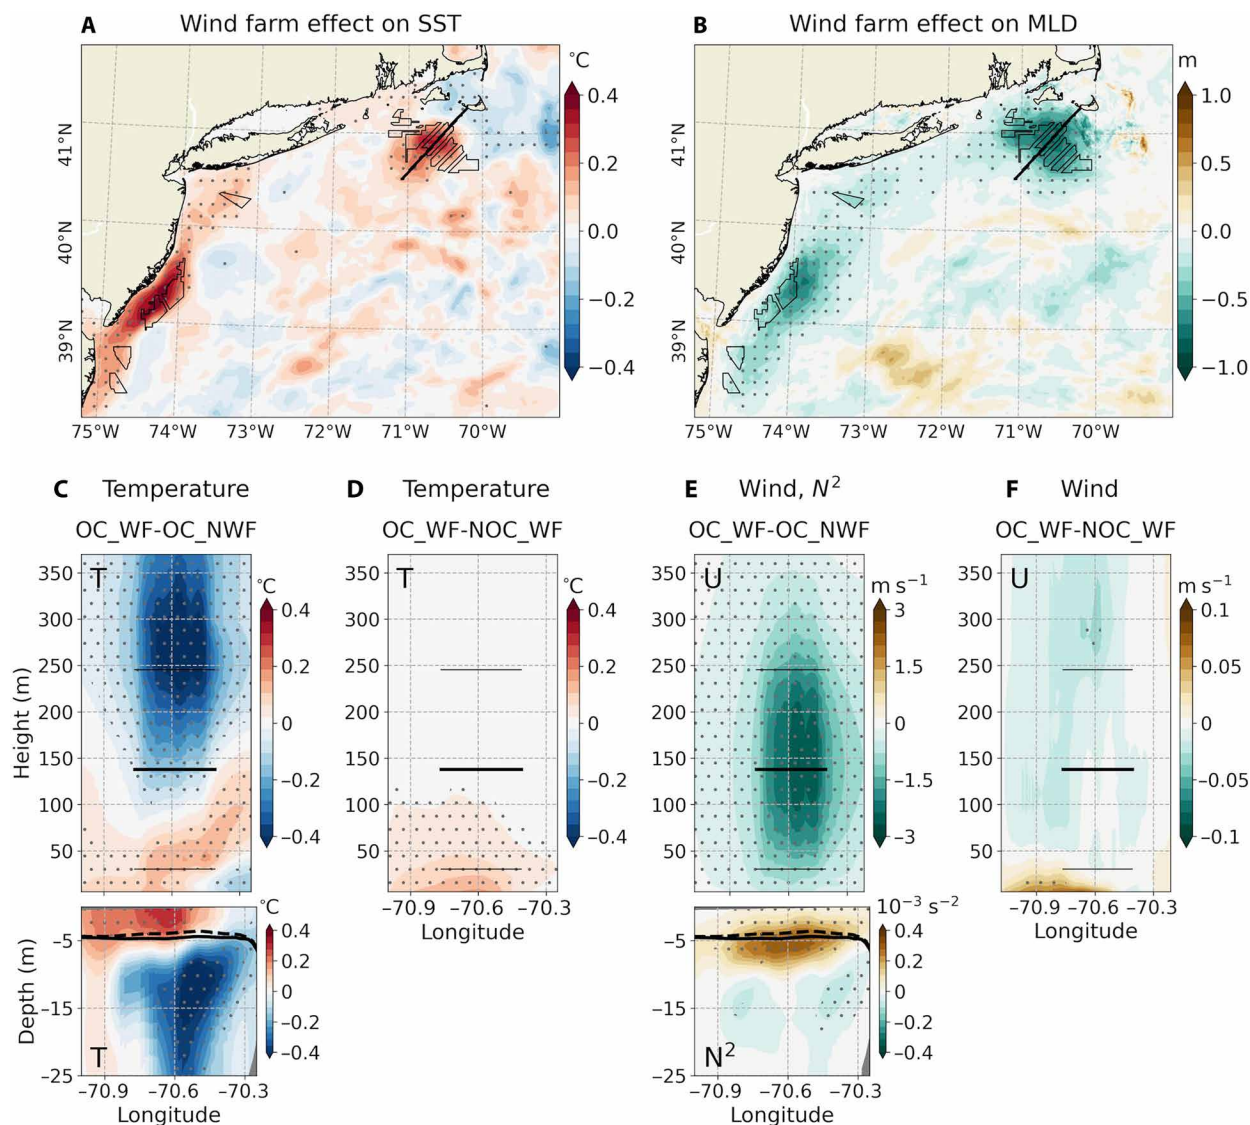 A Wind farm effect on SST
B Wind farm effect on MLD
°C
0.4
0.2
0.0
−0.2
−0.4
41°N
40°N
39°N
75°W 74°W 73°W 72°W 71°W 70°W
m
1.0
0.5
0.0
−0.5
−1.0
41°N
40°N
39°N
75°W 74°W 73°W 72°W 71°W 70°W
C Temperature
OC_WF-OC_NWF
D Temperature
OC_WF-NOC_WF
E Wind, N²
OC_WF-OC_NWF
F Wind
OC_WF-NOC_WF
T
Height (m)
350
300
250
200
150
100
50
°C
0.4
0.2
0
−0.2
−0.4
T
350
300
250
200
150
100
50
−70.9 −70.6 −70.3
Longitude
°C
0.4
0.2
0
−0.2
−0.4
U
350
300
250
200
150
100
50
m s⁻¹
3
1.5
0
−1.5
−3
U
350
300
250
200
150
100
50
−70.9 −70.6 −70.3
Longitude
m s⁻¹
0.1
0.05
0
−0.05
−0.1
Depth (m)
−5
−15
−25
T
−70.9 −70.6 −70.3
Longitude
°C
0.4
0.2
0
−0.2
−0.4
−5
−15
−25
N²
−70.9 −70.6 −70.3
Longitude
10⁻³ s⁻²
0.4
0.2
0
−0.2
−0.4